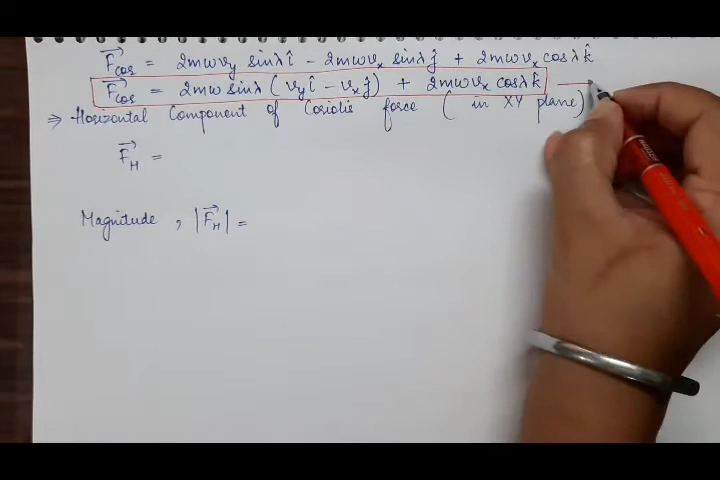 F⃗cos = 2mωvy sinλ î - 2mωvx sinλ ĵ + 2mωvx cosλ k̂
F⃗cos = 2mω sinλ (vy î - vx ĵ) + 2mωvx cosλ k̂
⇒ Horizontal Component of Coriolis force ( in XY plane)
F⃗H =
Magnitude , |F⃗H| =